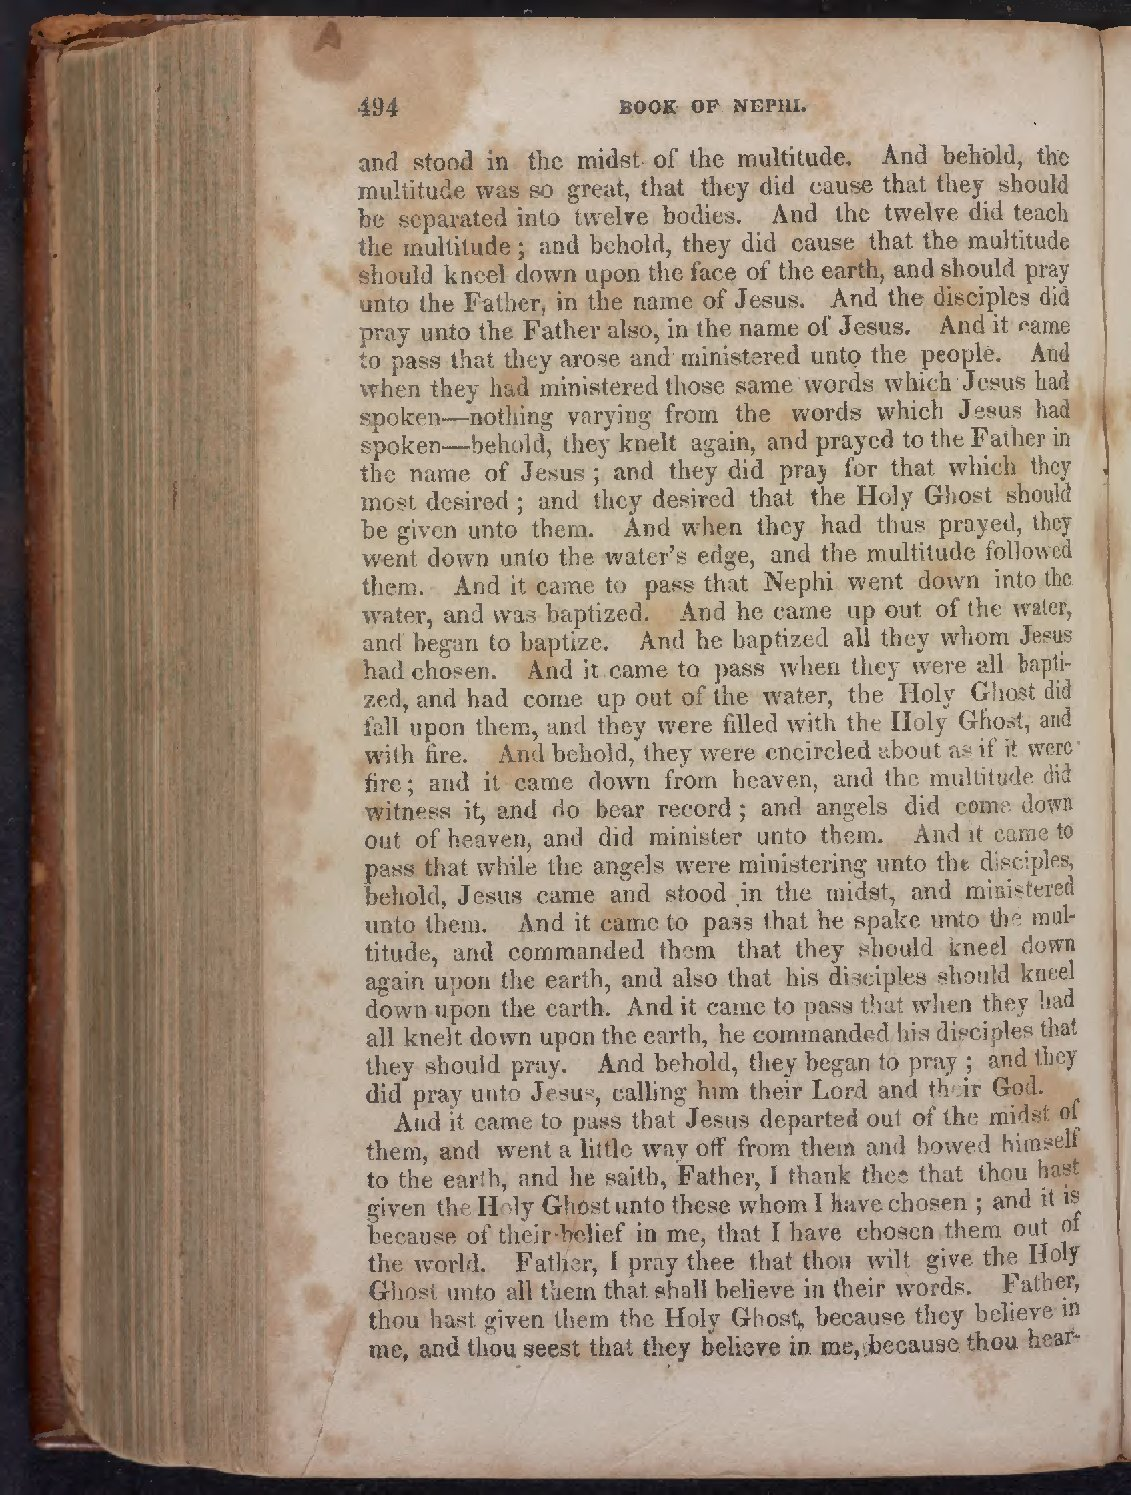 494 BOOK OF NEPHI.
and stood in the midst of the multitude. And behold, the
multitude was so great, that they did cause that they should
be separated into twelve bodies. And the twelve did teach
the multitude; and behold, they did cause that the multitude
should kneel down upon the face of the earth, and should pray
unto the Father, in the name of Jesus. And the disciples did
pray unto the Father also, in the name of Jesus. And it came
to pass that they arose and ministered unto the people. And
when they had ministered those same words which Jesus had
spoken—nothing varying from the words which Jesus had
spoken—behold, they knelt again, and prayed to the Father in
the name of Jesus; and they did pray for that which they
most desired; and they desired that the Holy Ghost should
be given unto them. And when they had thus prayed, they
went down unto the water's edge, and the multitude followed
them. And it came to pass that Nephi went down into the
water, and was baptized. And he came up out of the water,
and began to baptize. And he baptized all they whom Jesus
had chosen. And it came to pass when they were all bapti-
zed, and had come up out of the water, the Holy Ghost did
fall upon them, and they were filled with the Holy Ghost, and
with fire. And behold, they were encircled about as if it were
fire; and it came down from heaven, and the multitude did
witness it, and do bear record; and angels did come down
out of heaven, and did minister unto them. And it came to
pass that while the angels were ministering unto the disciples,
behold, Jesus came and stood in the midst, and ministered
unto them. And it came to pass that he spake unto the mul-
titude, and commanded them that they should kneel down
again upon the earth, and also that his disciples should kneel
down upon the earth. And it came to pass that when they had
all knelt down upon the earth, he commanded his disciples that
they should pray. And behold, they began to pray; and they
did pray unto Jesus, calling him their Lord and their God.
And it came to pass that Jesus departed out of the midst of
them, and went a little way off from them and bowed himself
to the earth, and he saith, Father, I thank thee that thou hast
given the Holy Ghost unto these whom I have chosen; and it is
because of their belief in me, that I have chosen them out of
the world. Father, I pray thee that thou wilt give the Holy
Ghost unto all them that shall believe in their words. Father,
thou hast given them the Holy Ghost, because they believe in
me, and thou seest that they believe in me, because thou hear-